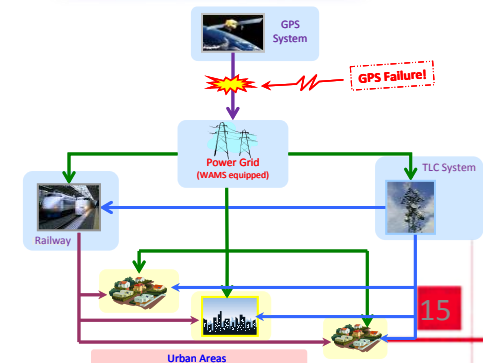 GPS
System
GPS Failure!
Power Grid
(WAMS equipped)
TLC System
Railway
15
Urban Areas